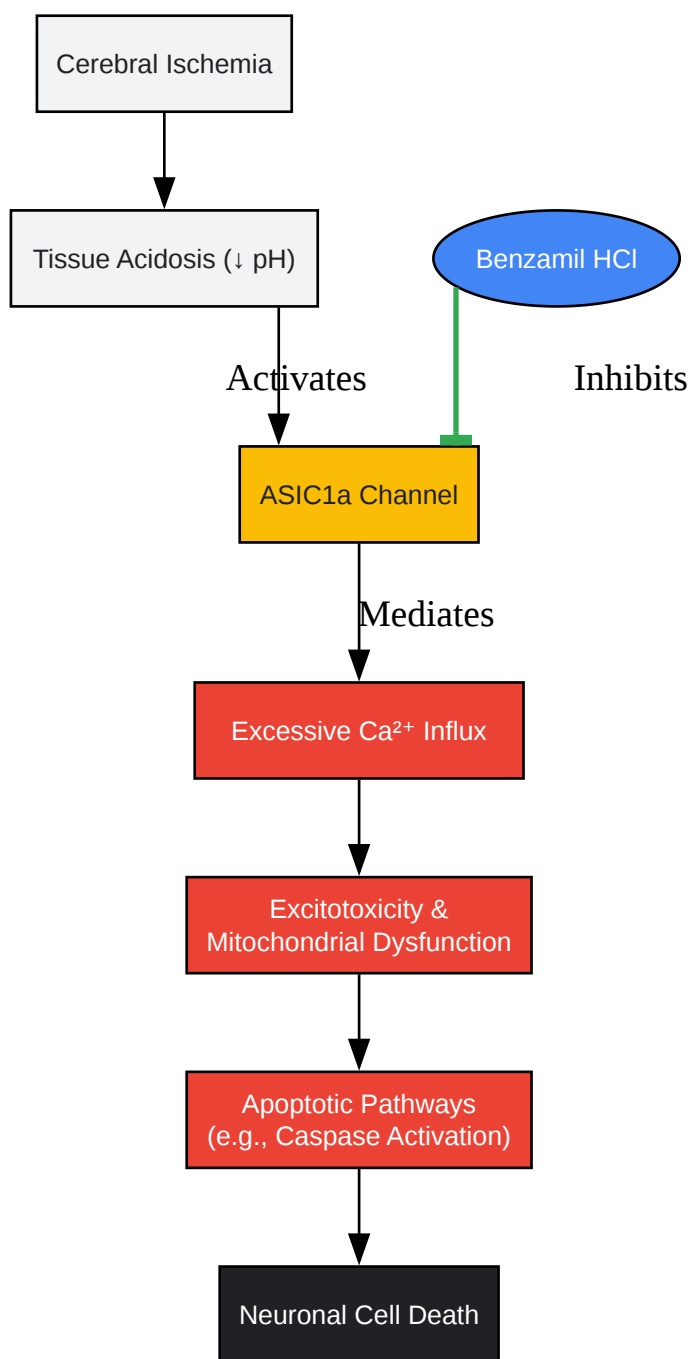 Cerebral Ischemia
Tissue Acidosis (↓ pH)
Benzamil HCl
Activates
Inhibits
ASIC1a Channel
Mediates
Excessive Ca²⁺ Influx
Excitotoxicity &
Mitochondrial Dysfunction
Apoptotic Pathways
(e.g., Caspase Activation)
Neuronal Cell Death